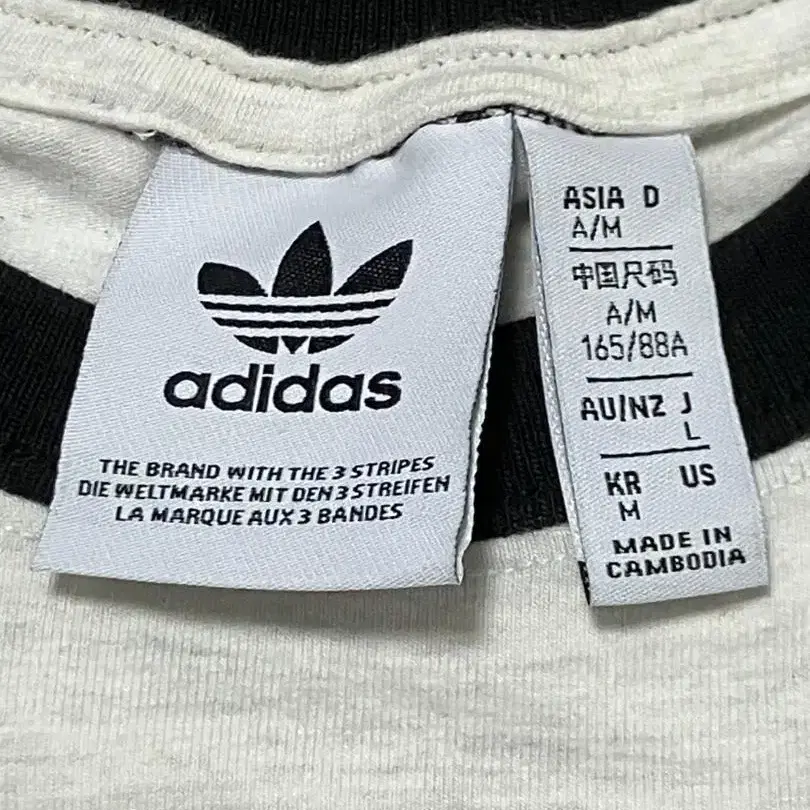 adidas
THE BRAND WITH THE 3 STRIPES
DIE WELTMARKE MIT DEN 3 STREIFEN
LA MARQUE AUX 3 BANDES
ASIA D
A/M
中国尺码
A/M
165/88A
AU/NZ J
L
KR US
M
MADE IN
CAMBODIA